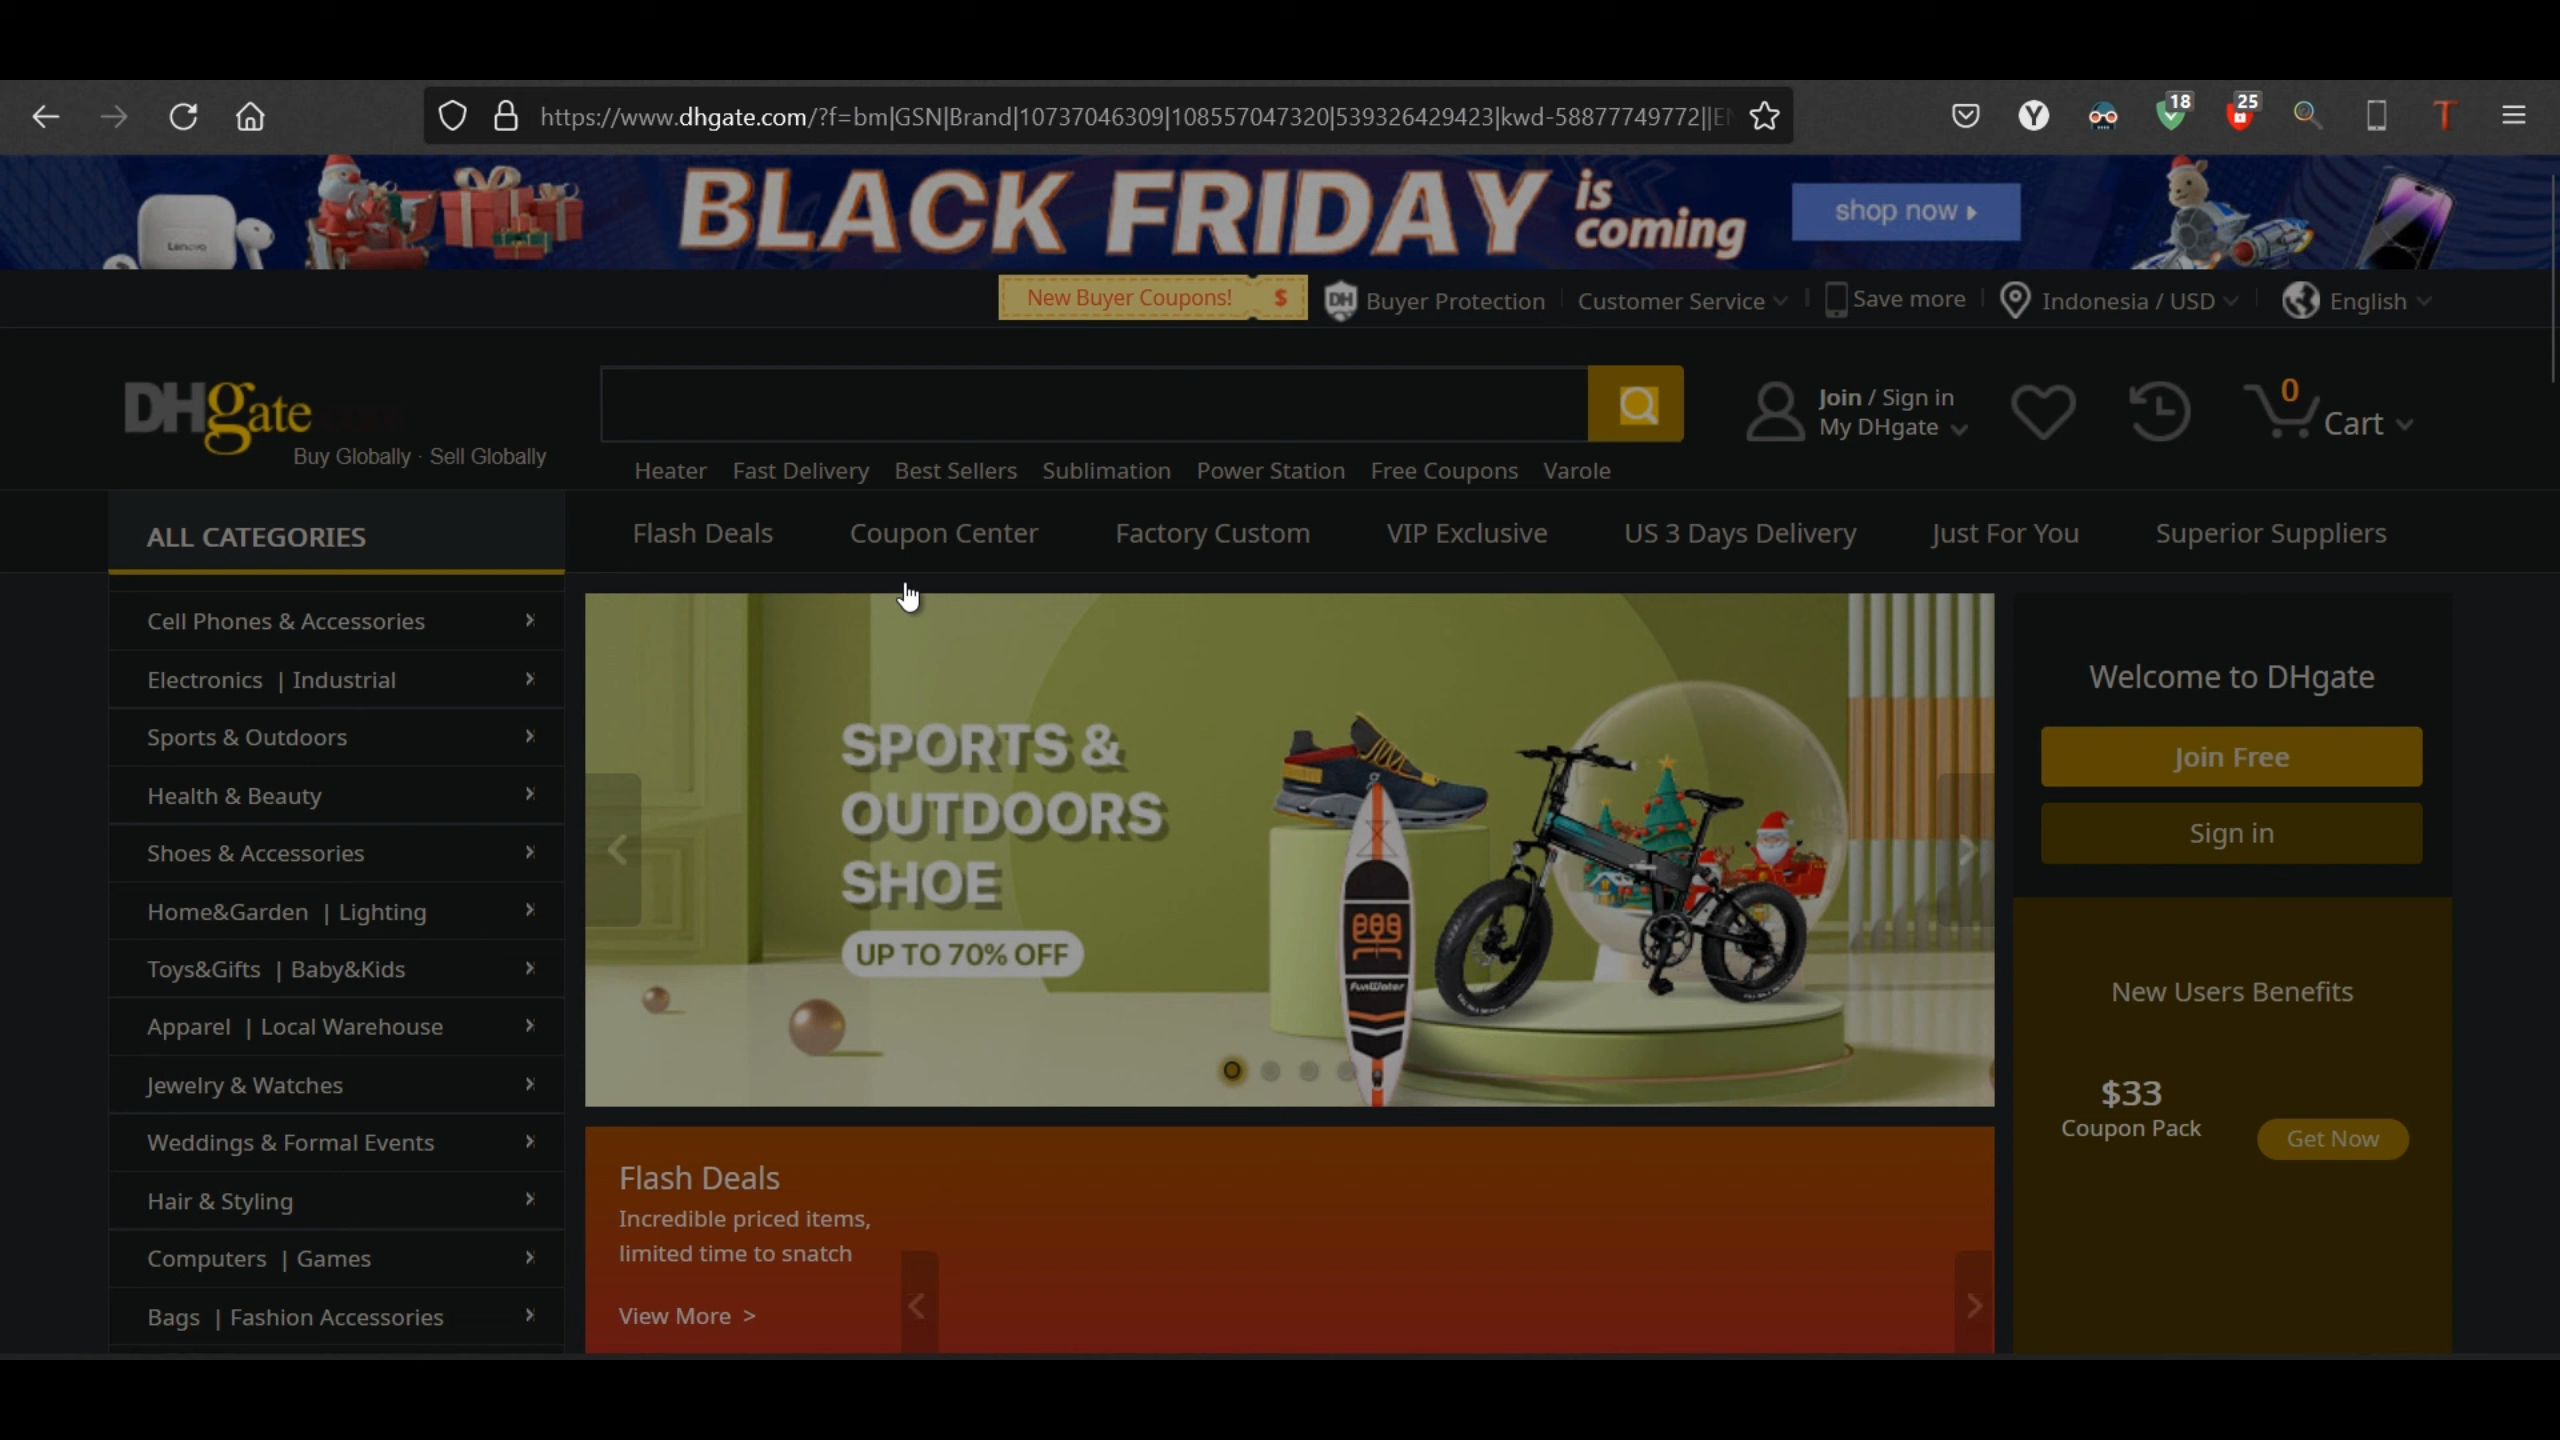 https://www.dhgate.com/?f=bm|GSN|Brand|10737046309|108557047320|539326429423|kwd-58877749772||
18
25
Lenovo
BLACK FRIDAY is coming
shop now
New Buyer Coupons! $
DH Buyer Protection
Customer Service
Save more
Indonesia / USD
English
DHgate
Buy Globally · Sell Globally
Join / Sign in
My DHgate
0
Cart
Heater Fast Delivery Best Sellers Sublimation Power Station Free Coupons Varole
ALL CATEGORIES
Flash Deals Coupon Center Factory Custom VIP Exclusive US 3 Days Delivery Just For You Superior Suppliers
Cell Phones & Accessories
Electronics | Industrial
Sports & Outdoors
Health & Beauty
Shoes & Accessories
Home&Garden | Lighting
Toys&Gifts | Baby&Kids
Apparel | Local Warehouse
Jewelry & Watches
Weddings & Formal Events
Hair & Styling
Computers | Games
Bags | Fashion Accessories
SPORTS &
OUTDOORS
SHOE
UP TO 70% OFF
FunWater
Flash Deals
Incredible priced items,
limited time to snatch
View More >
Welcome to DHgate
Join Free
Sign in
New Users Benefits
$33
Coupon Pack
Get Now